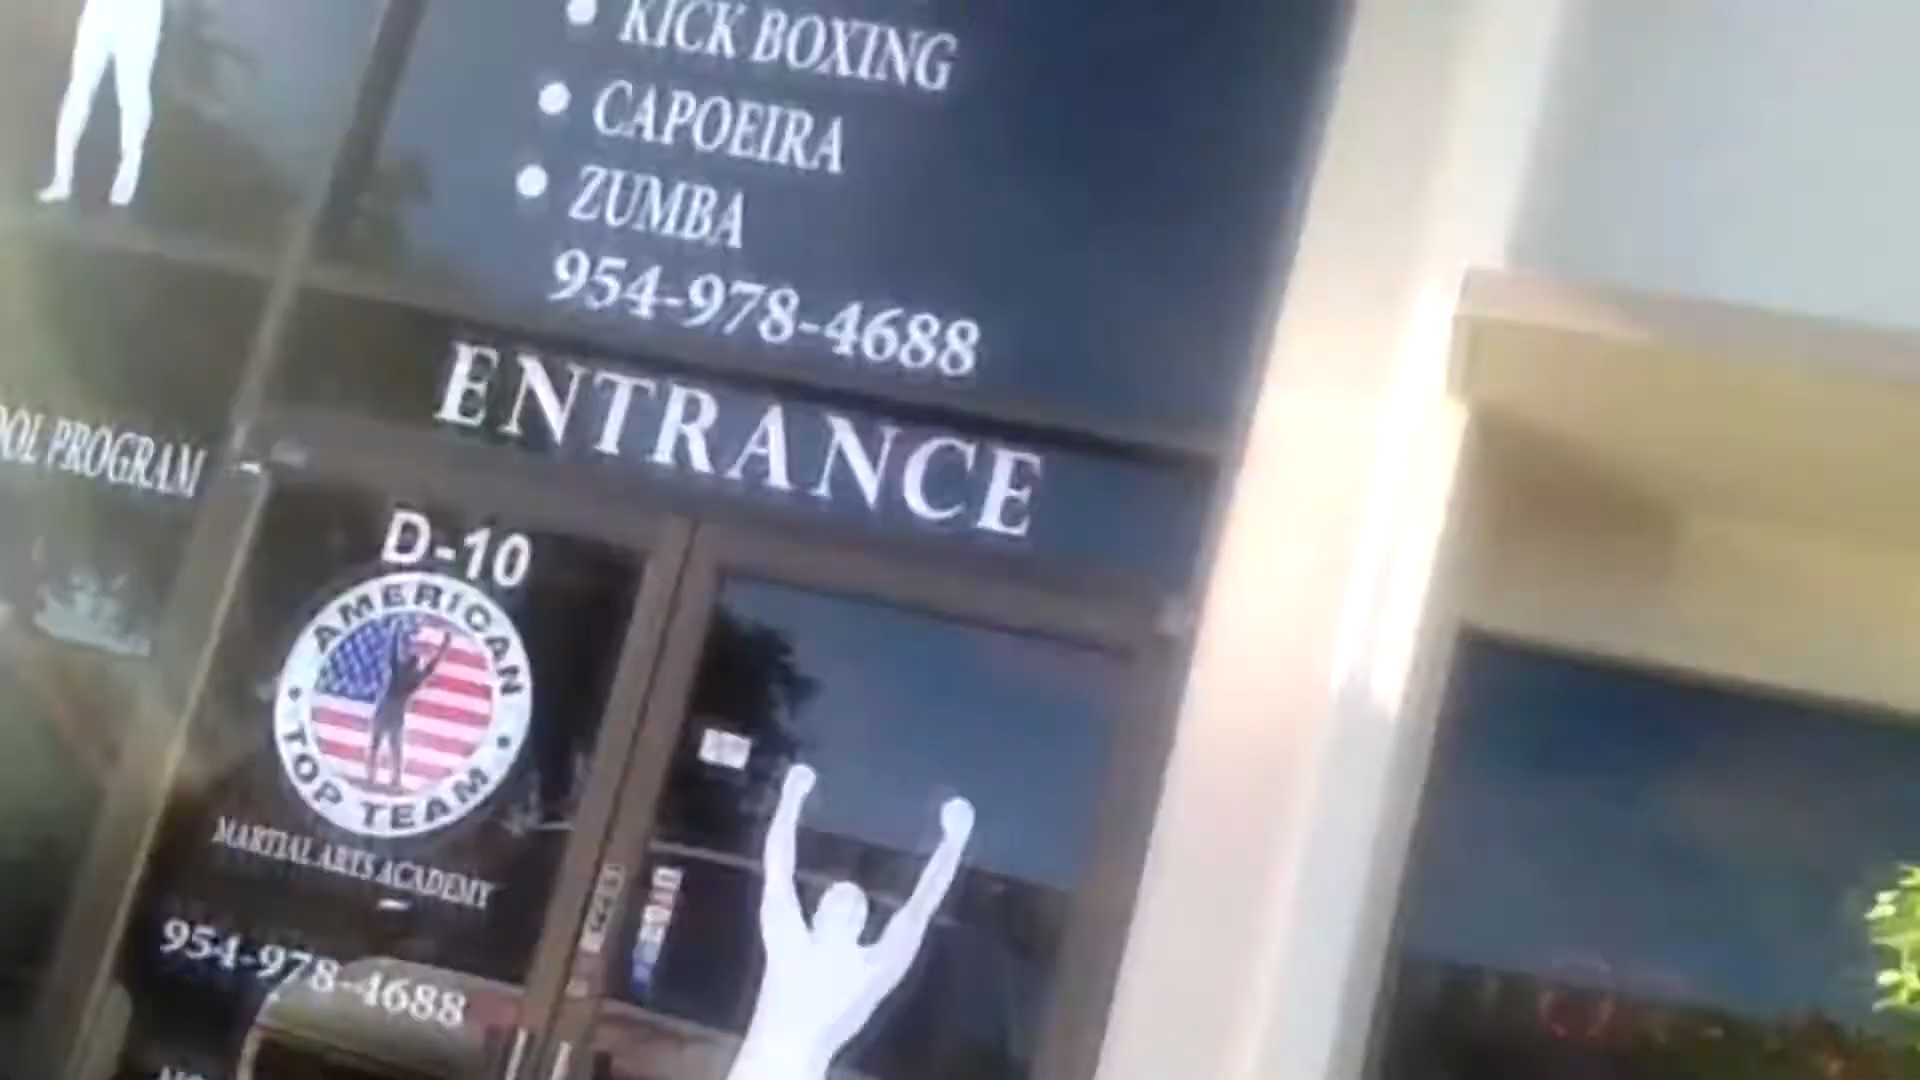 KICK BOXING
CAPOEIRA
ZUMBA
954-978-4688
ENTRANCE
PROGRAM
D-10
AMERICAN
TOP TEAM
MARTIAL ARTS ACADEMY
954-978-4688